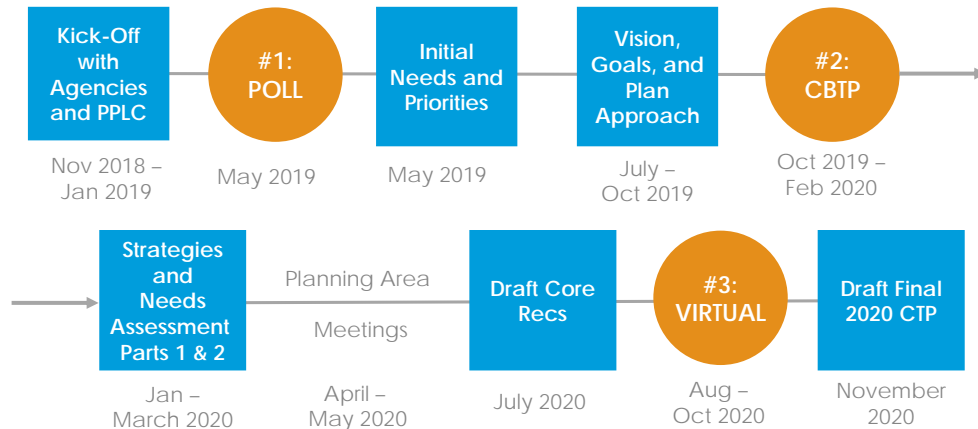 Kick-Off
with
Agencies
and PPLC
#1:
POLL
Initial
Needs and
Priorities
Vision,
Goals, and
Plan
Approach
#2:
CBTP
Nov 2018 –
Jan 2019
May 2019
May 2019
July –
Oct 2019
Oct 2019 –
Feb 2020
Strategies
and
Needs
Assessment
Parts 1 & 2
Planning Area
Meetings
Draft Core
Recs
#3:
VIRTUAL
Draft Final
2020 CTP
Jan –
March 2020
April –
May 2020
July 2020
Aug –
Oct 2020
November
2020